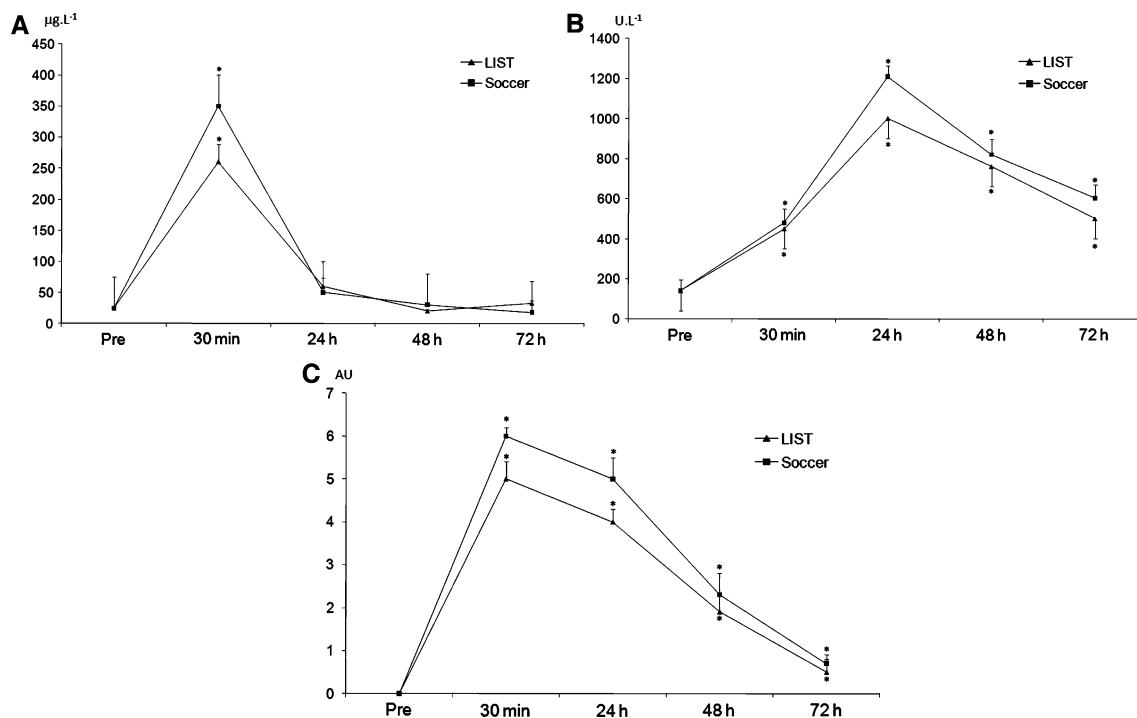 A
µg.L-1
450
400
350
300
250
200
150
100
50
0
LIST
Soccer
*
*
Pre 30 min 24 h 48 h 72 h
B
U.L-1
1400
1200
1000
800
600
400
200
0
LIST
Soccer
* * * *
* * * *
Pre 30 min 24 h 48 h 72 h
C
AU
7
6
5
4
3
2
1
0
LIST
Soccer
* * * *
* * * *
Pre 30 min 24 h 48 h 72 h